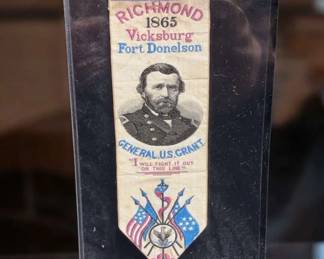 RICHMOND
1865
Vicksburg
Fort Donelson
GENERAL U.S. GRANT.
"I WILL FIGHT IT OUT
ON THIS LINE"